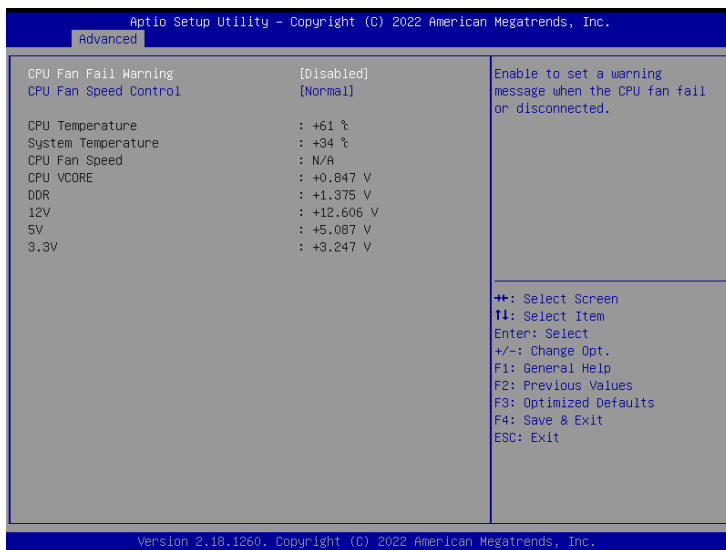 Aptio Setup Utility – Copyright (C) 2022 American Megatrends, Inc.
Advanced
CPU Fan Fail Warning [Disabled]
CPU Fan Speed Control [Normal]
CPU Temperature : +61 ℃
System Temperature : +34 ℃
CPU Fan Speed : N/A
CPU VCORE : +0.847 V
DDR : +1.375 V
12V : +12.606 V
5V : +5.087 V
3.3V : +3.247 V
Enable to set a warning
message when the CPU fan fail
or disconnected.
→←: Select Screen
↑↓: Select Item
Enter: Select
+/-: Change Opt.
F1: General Help
F2: Previous Values
F3: Optimized Defaults
F4: Save & Exit
ESC: Exit
Version 2.18.1260. Copyright (C) 2022 American Megatrends, Inc.